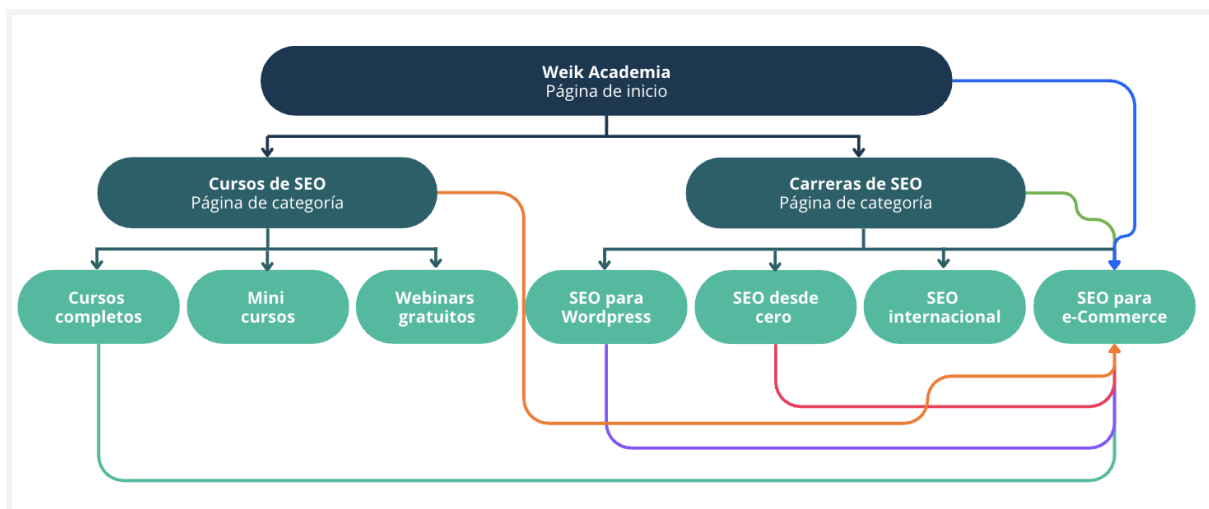 Weik Academia
Página de inicio
Cursos de SEO
Página de categoría
Carreras de SEO
Página de categoría
Cursos
completos
Mini
cursos
Webinars
gratuitos
SEO para
Wordpress
SEO desde
cero
SEO
internacional
SEO para
e-Commerce